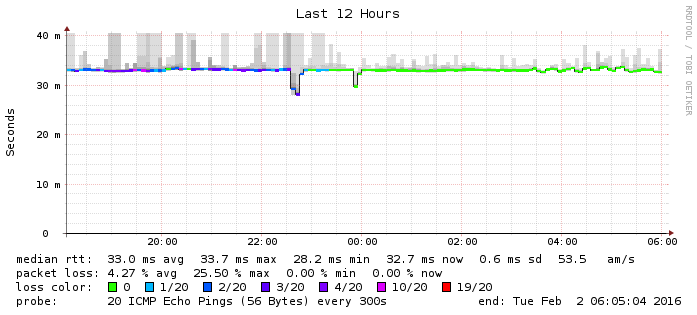 Last 12 Hours
RRDTOOL / TOBI OETIKER
Seconds
40 m
30 m
20 m
10 m
0
20:00 22:00 00:00 02:00 04:00 06:00
median rtt: 33.0 ms avg 33.7 ms max 28.2 ms min 32.7 ms now 0.6 ms sd 53.5 am/s
packet loss: 4.27 % avg 25.50 % max 0.00 % min 0.00 % now
loss color: 0 1/20 2/20 3/20 4/20 10/20 19/20
probe: 20 ICMP Echo Pings (56 Bytes) every 300s end: Tue Feb 2 06:05:04 2016